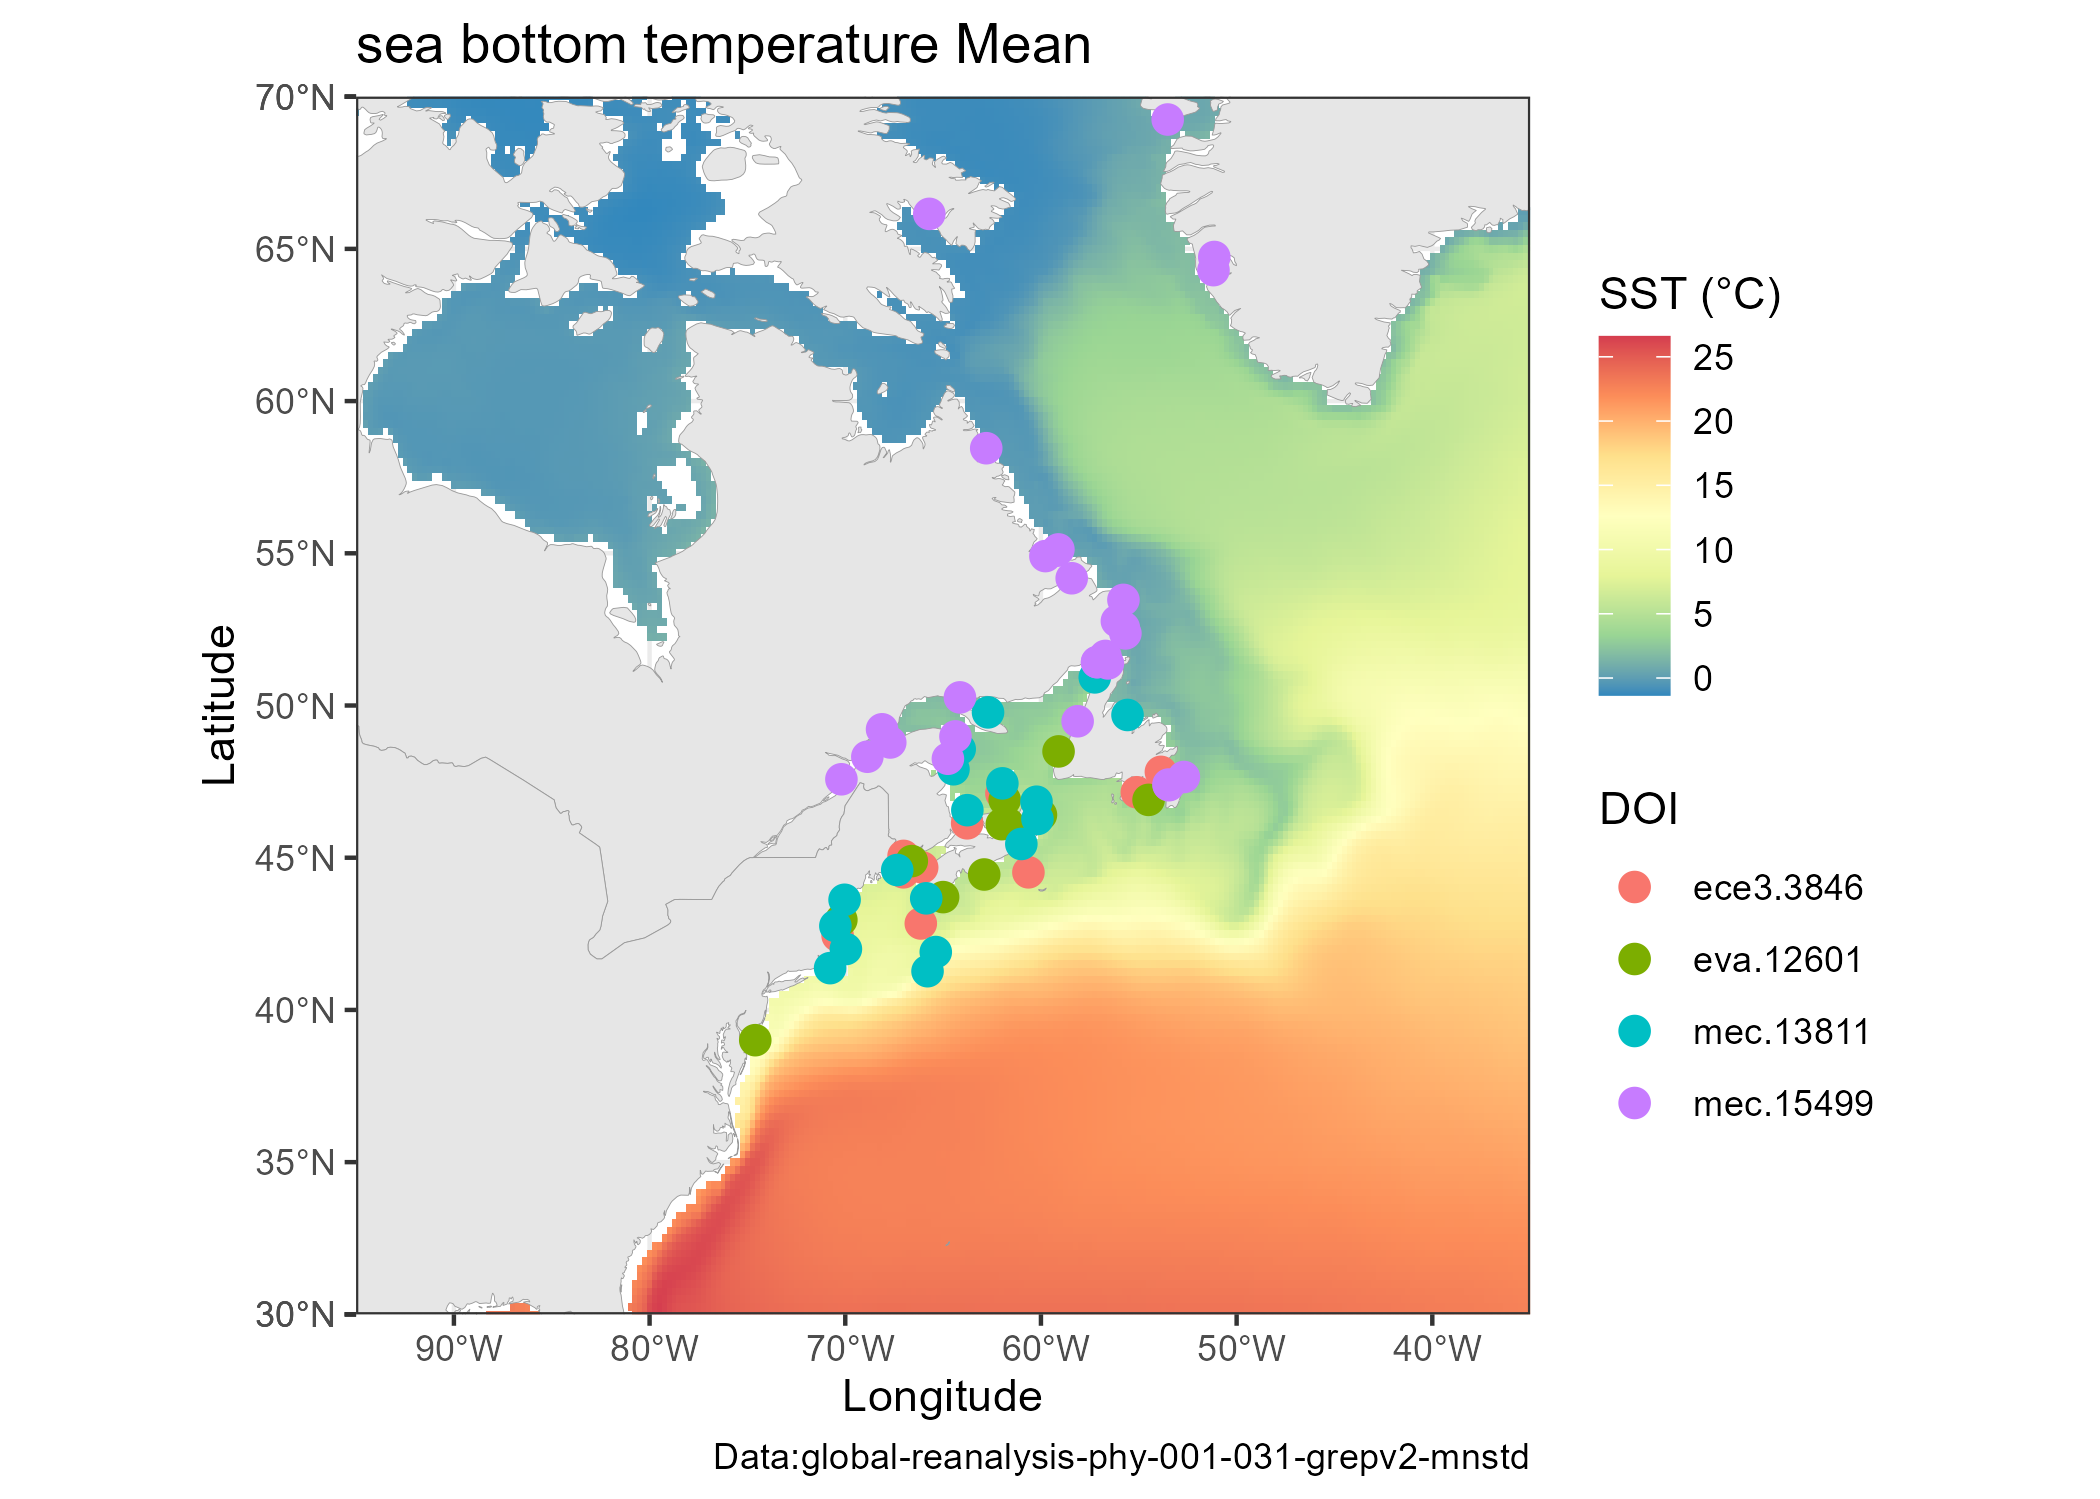 sea bottom temperature Mean
70°N
65°N
60°N
55°N
50°N
45°N
40°N
35°N
30°N
Latitude
90°W
80°W
70°W
60°W
50°W
40°W
Longitude
Data:global-reanalysis-phy-001-031-grepv2-mnstd
SST (°C)
25
20
15
10
5
0
DOI
ece3.3846
eva.12601
mec.13811
mec.15499